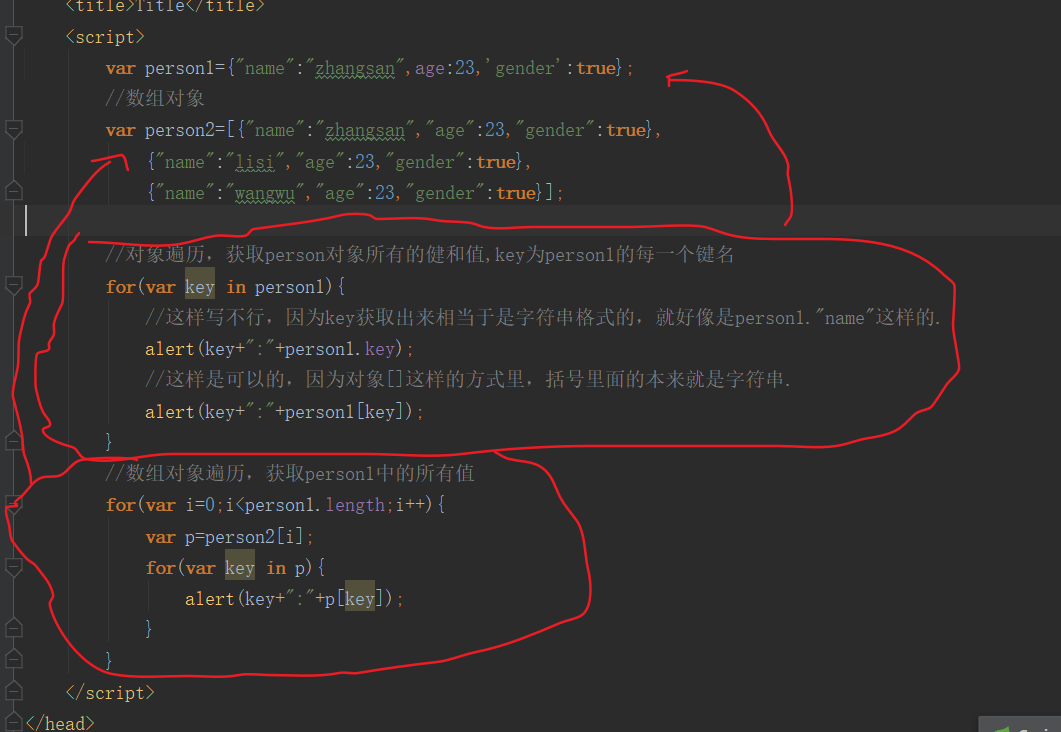 <title>Title</title>
<script>
var person1={"name":"zhangsan",age:23,'gender':true};
//数组对象
var person2=[{"name":"zhangsan","age":23,"gender":true},
{"name":"lisi","age":23,"gender":true},
{"name":"wangwu","age":23,"gender":true}];
//对象遍历，获取person对象所有的健和值,key为person1的每一个键名
for(var key in person1){
//这样写不行，因为key获取出来相当于是字符串格式的，就好像是person1."name"这样的.
alert(key+":"+person1.key);
//这样是可以的，因为对象[]这样的方式里，括号里面的本来就是字符串.
alert(key+":"+person1[key]);
}
//数组对象遍历，获取person1中的所有值
for(var i=0;i<person1.length;i++){
var p=person2[i];
for(var key in p){
alert(key+":"+p[key]);
}
}
</script>
</head>